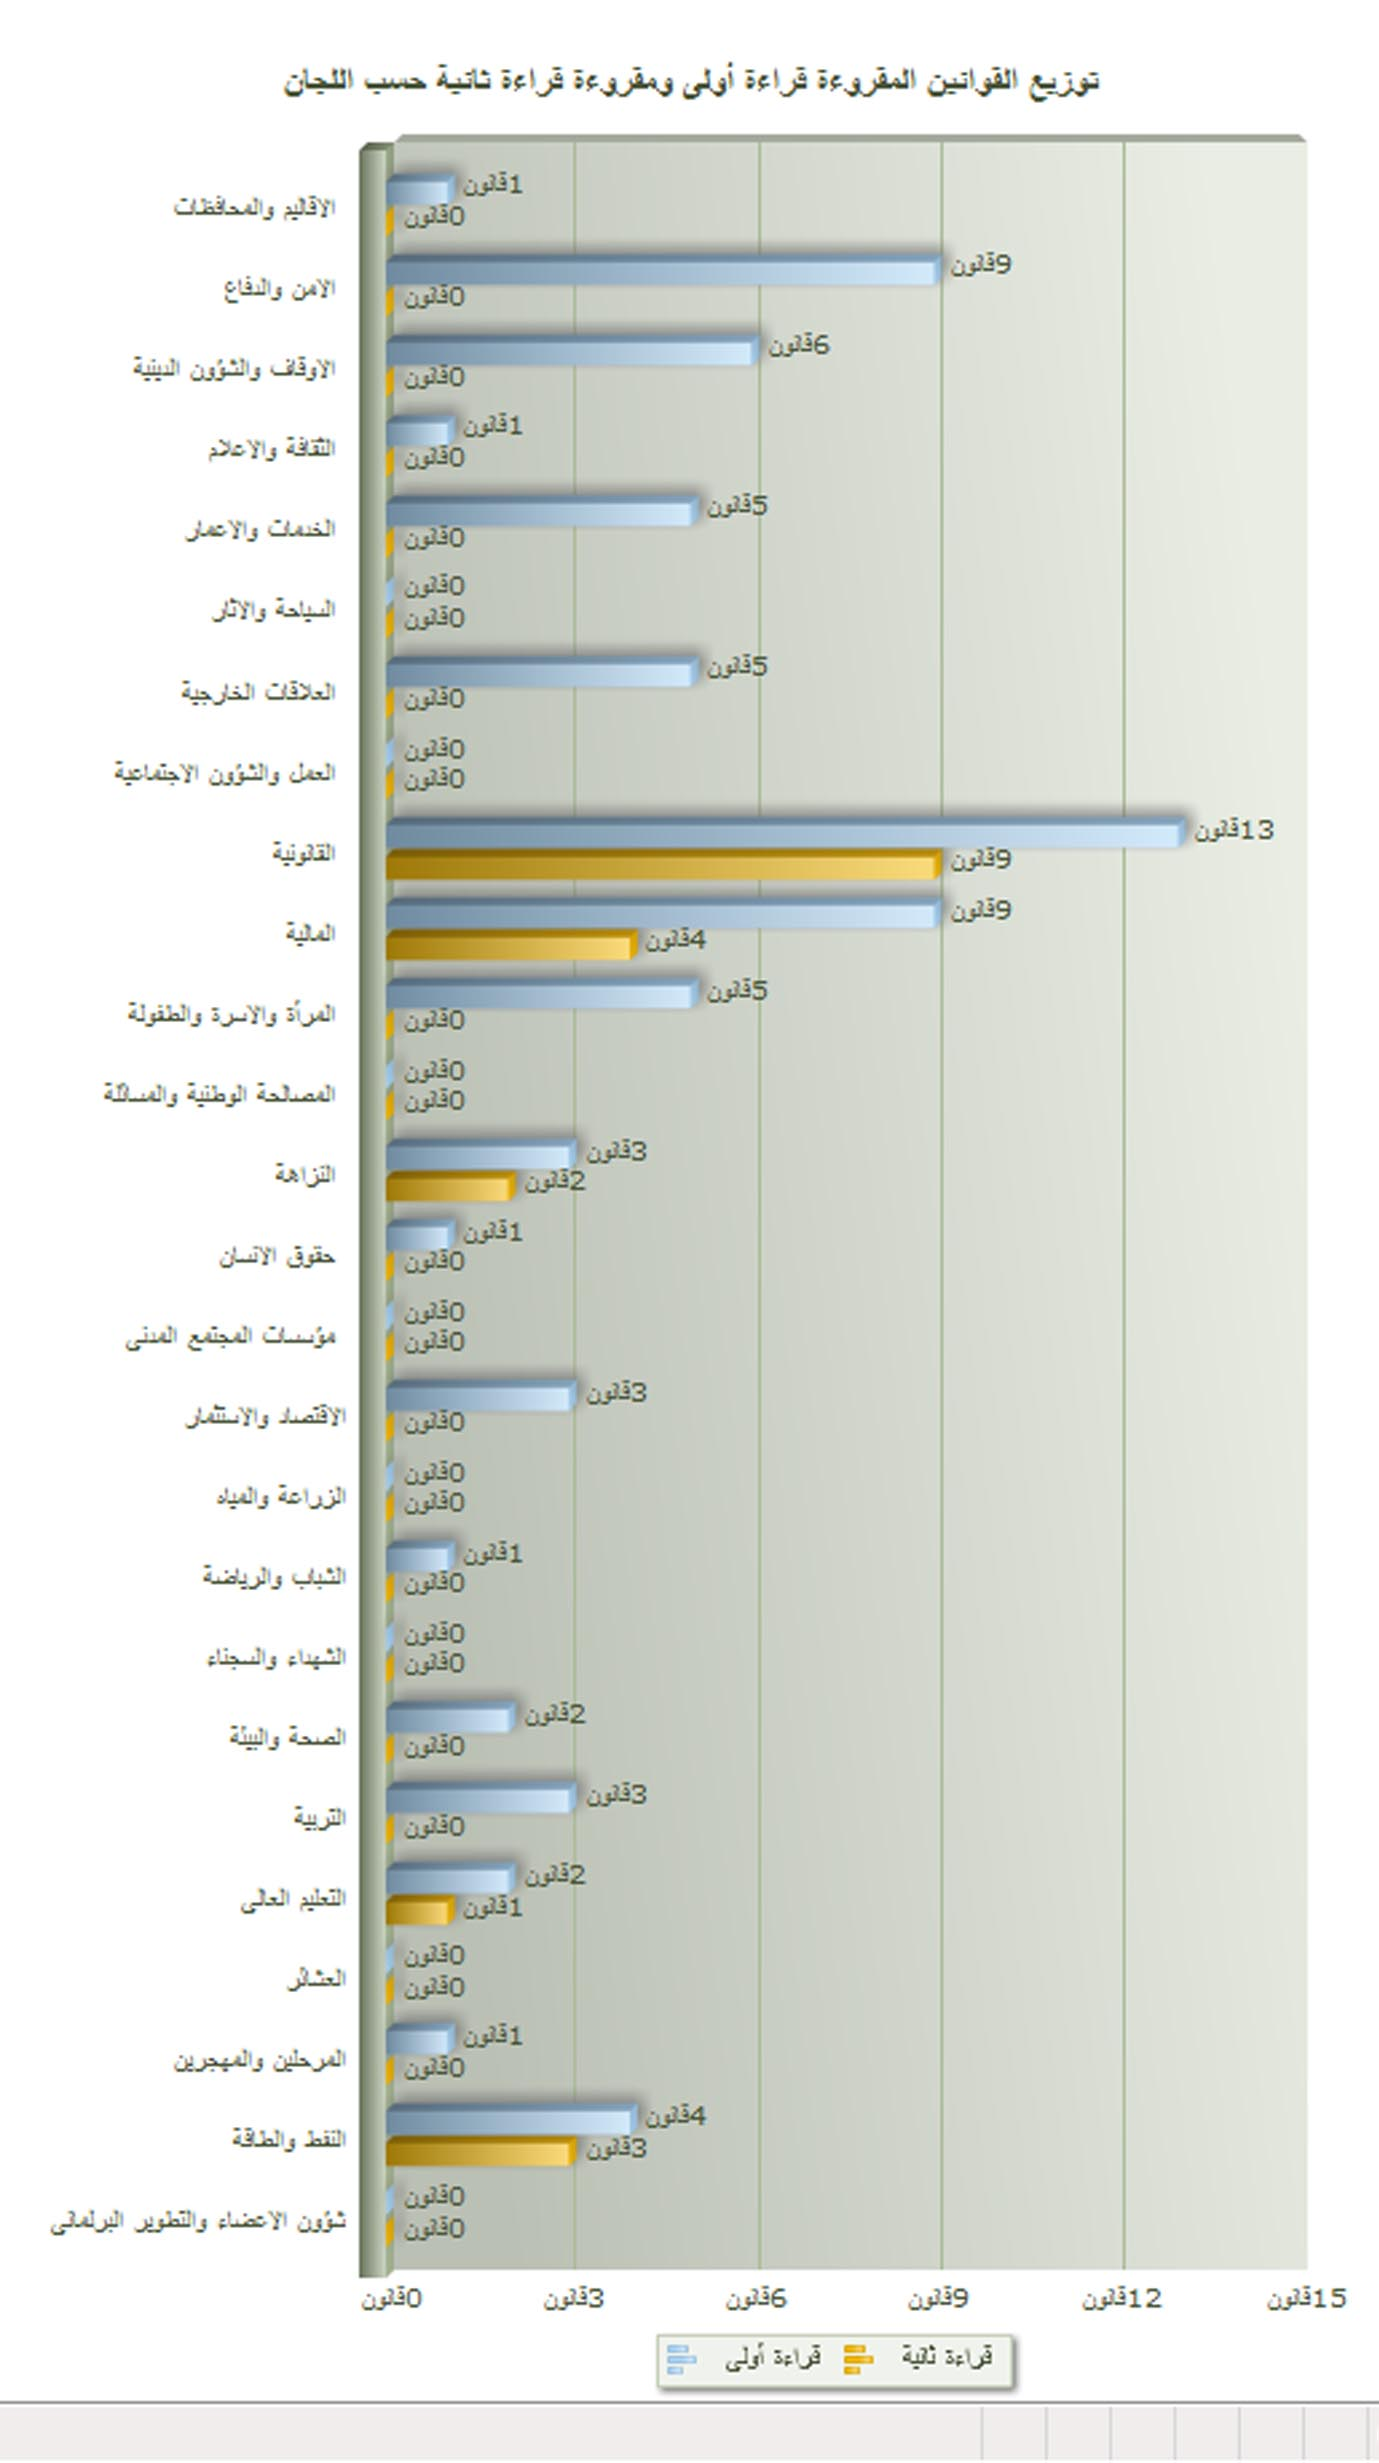 توزيع القوانين المقروءة قراءة أولى ومقروءة قراءة ثانية حسب اللجان
الاقاليم والمحافظات
1قانون
0قانون
الامن والدفاع
9قانون
0قانون
الاوقاف والشؤون الدينية
6قانون
0قانون
الثقافة والاعلام
1قانون
0قانون
الخدمات والاعمار
5قانون
0قانون
السياحة والاثار
0قانون
0قانون
العلاقات الخارجية
5قانون
0قانون
العمل والشؤون الاجتماعية
0قانون
0قانون
القانونية
13قانون
9قانون
المالية
9قانون
4قانون
المرأة والاسرة والطفولة
5قانون
0قانون
المصالحة الوطنية والمسائلة
0قانون
0قانون
النزاهة
3قانون
2قانون
حقوق الانسان
1قانون
0قانون
مؤسسات المجتمع المدنى
0قانون
0قانون
الاقتصاد والاستثمار
3قانون
0قانون
الزراعة والمياه
0قانون
0قانون
الشباب والرياضة
1قانون
0قانون
الشهداء والسجناء
0قانون
0قانون
الصحة والبيئة
2قانون
0قانون
التربية
3قانون
0قانون
التعليم العالى
2قانون
1قانون
العشائر
0قانون
0قانون
المرحلين والمهجرين
1قانون
0قانون
النفط والطاقة
4قانون
3قانون
شؤون الاعضاء والتطوير البرلمانى
0قانون
0قانون
0قانون 3قانون 6قانون 9قانون 12قانون 15قانون
قراءة أولى قراءة ثانية